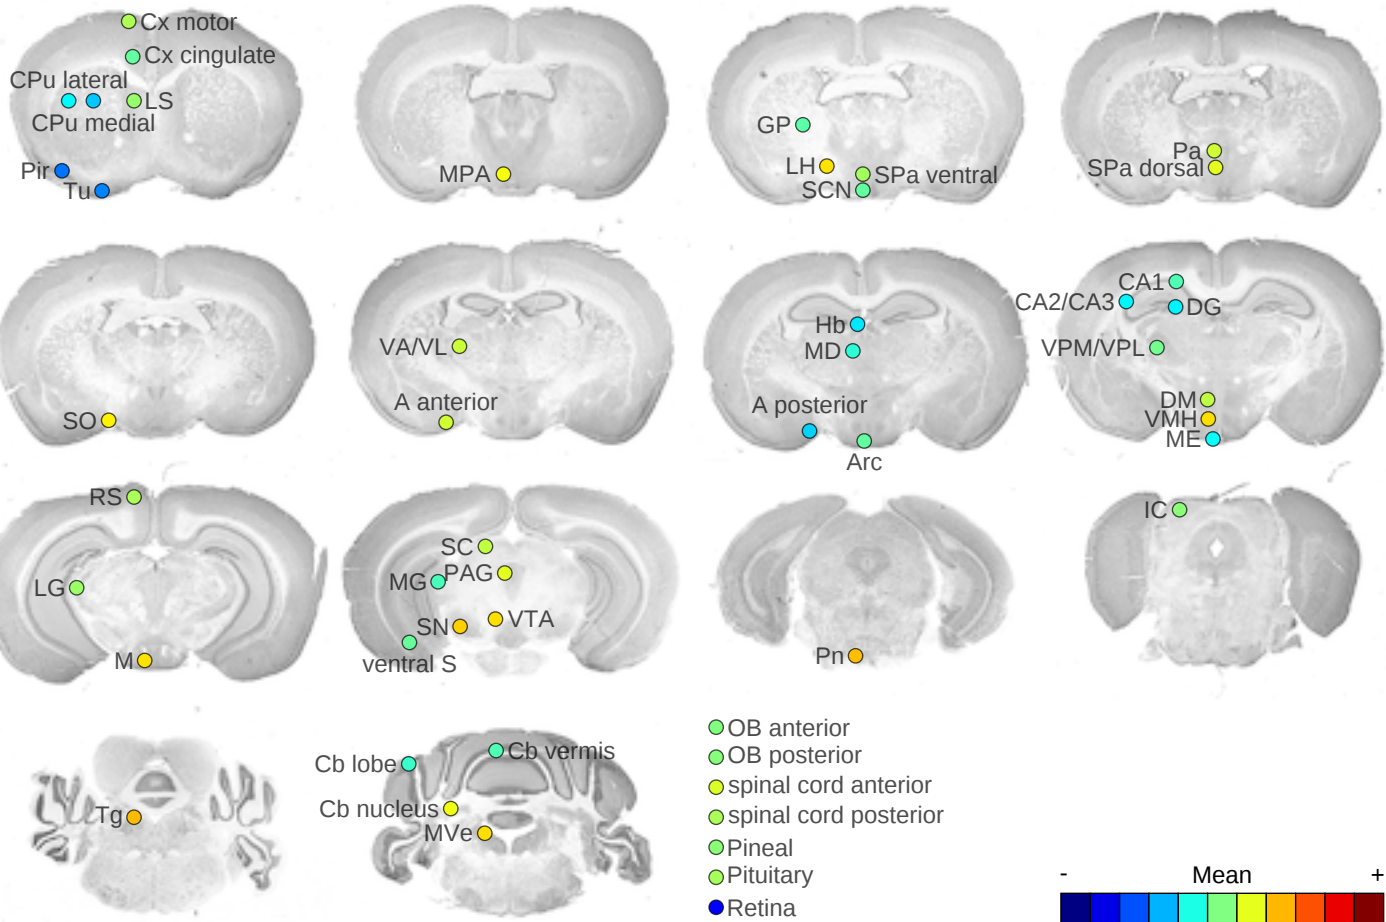 Cx motor
Cx cingulate
CPu lateral
LS
CPu medial
Pir
Tu
MPA
GP
LH
SPa ventral
SCN
Pa
SPa dorsal
SO
VA/VL
A anterior
Hb
MD
A posterior
Arc
CA1
CA2/CA3
DG
VPM/VPL
DM
VMH
ME
RS
LG
M
SC
MG
PAG
SN
VTA
ventral S
Pn
IC
Tg
Cb lobe
Cb vermis
Cb nucleus
MVe
OB anterior
OB posterior
spinal cord anterior
spinal cord posterior
Pineal
Pituitary
Retina
- Mean +